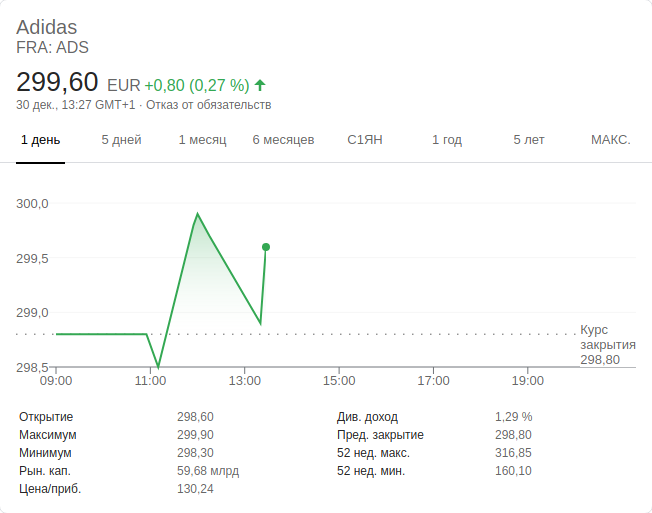 Adidas
FRA: ADS
299,60 EUR +0,80 (0,27 %)
30 дек., 13:27 GMT+1 · Отказ от обязательств
1 день 5 дней 1 месяц 6 месяцев С1ЯН 1 год 5 лет МАКС.
300,0
299,5
299,0
298,5
Курс
закрытия
298,80
09:00 11:00 13:00 15:00 17:00 19:00
Открытие 298,60 Див. доход 1,29 %
Максимум 299,90 Пред. закрытие 298,80
Минимум 298,30 52 нед. макс. 316,85
Рын. кап. 59,68 млрд 52 нед. мин. 160,10
Цена/приб. 130,24